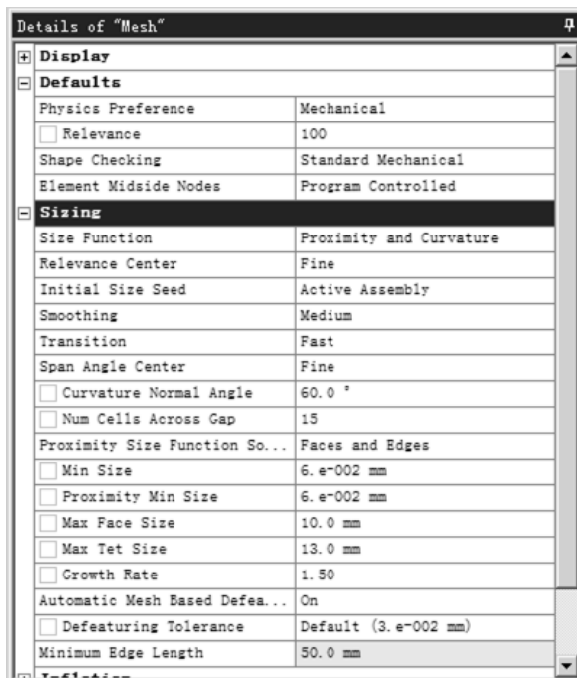 Details of "Mesh"
Display
Defaults
Physics Preference Mechanical
Relevance 100
Shape Checking Standard Mechanical
Element Midside Nodes Program Controlled
Sizing
Size Function Proximity and Curvature
Relevance Center Fine
Initial Size Seed Active Assembly
Smoothing Medium
Transition Fast
Span Angle Center Fine
Curvature Normal Angle 60.0 °
Num Cells Across Gap 15
Proximity Size Function So... Faces and Edges
Min Size 6.e-002 mm
Proximity Min Size 6.e-002 mm
Max Face Size 10.0 mm
Max Tet Size 13.0 mm
Growth Rate 1.50
Automatic Mesh Based Defea... On
Defeaturing Tolerance Default (3.e-002 mm)
Minimum Edge Length 50.0 mm
Inflation